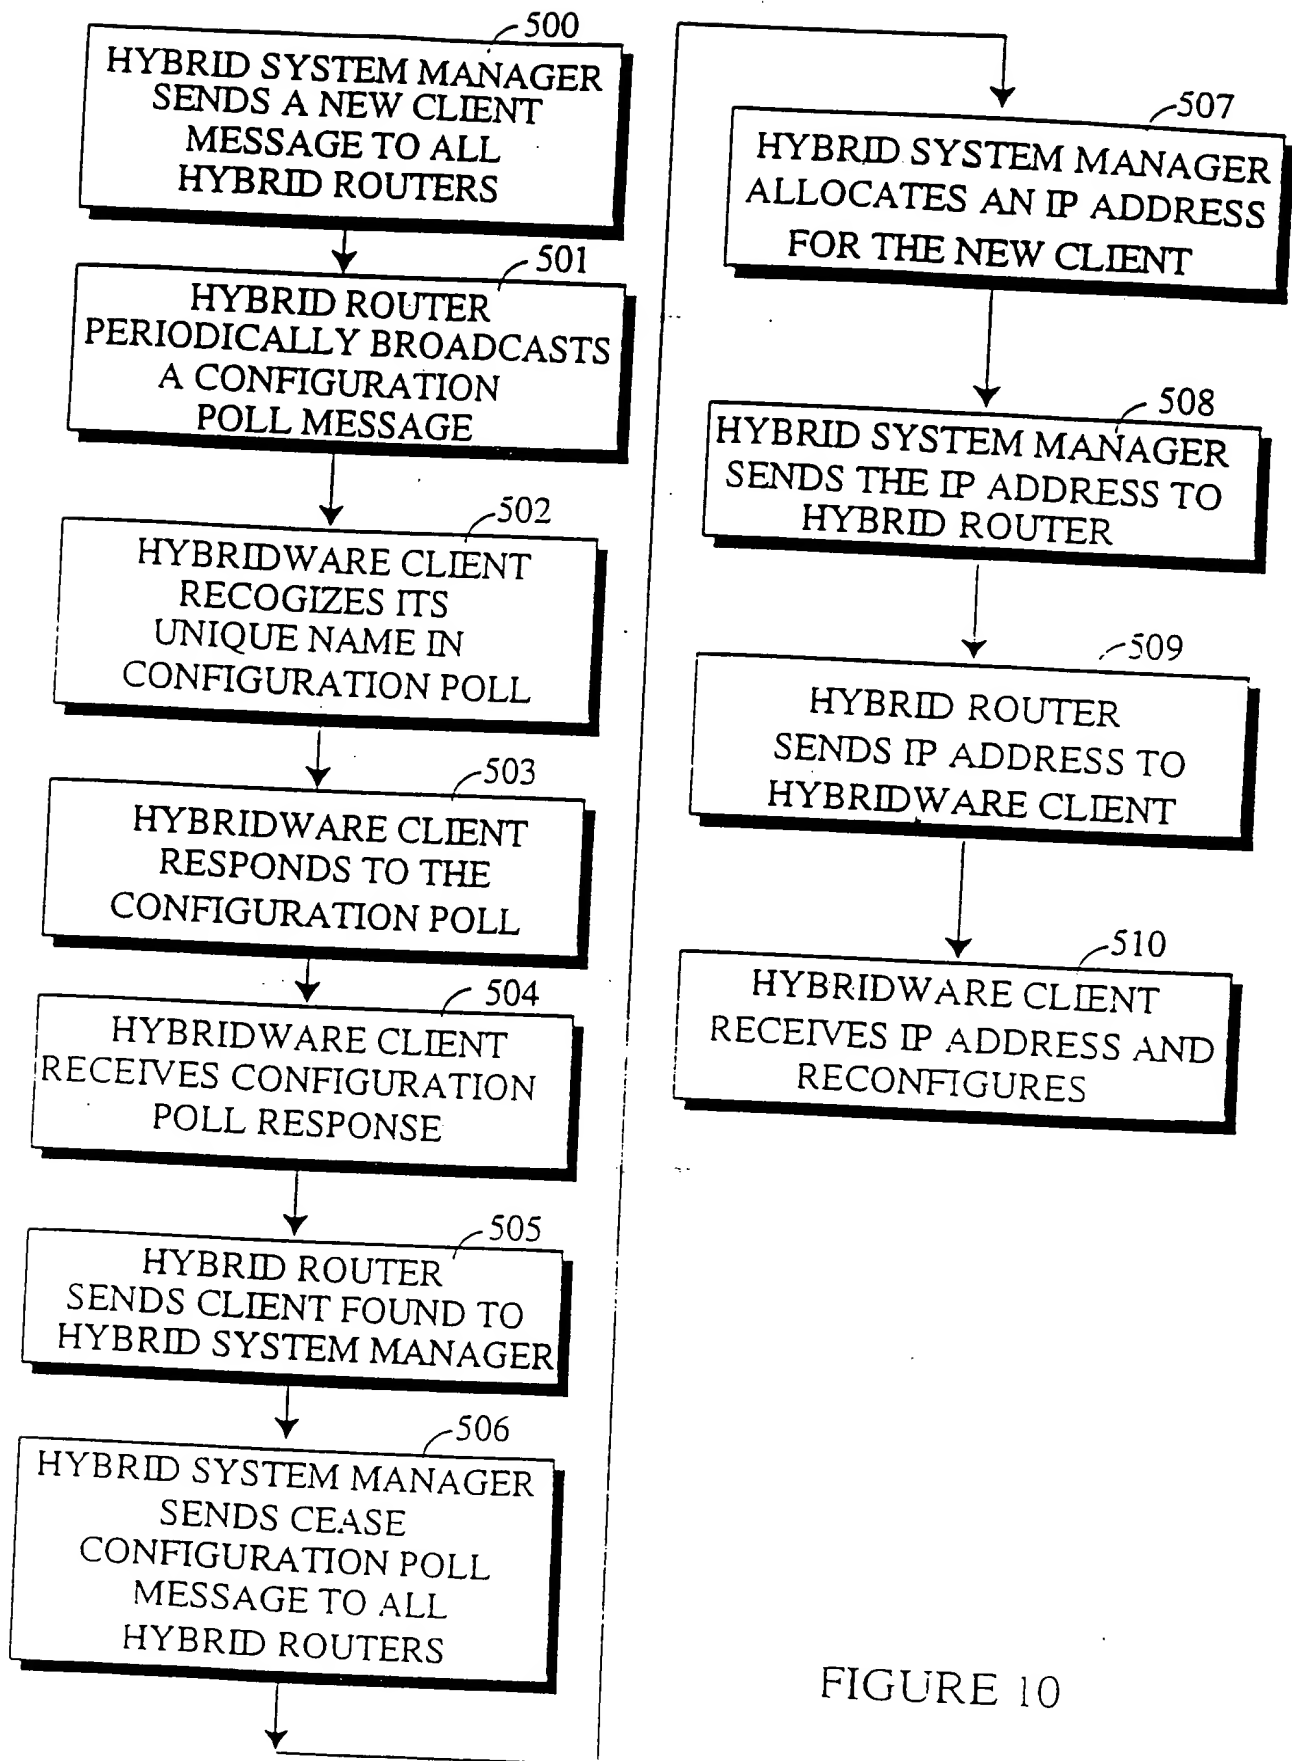 500
HYBRID SYSTEM MANAGER
SENDS A NEW CLIENT
MESSAGE TO ALL
HYBRID ROUTERS
501
HYBRID ROUTER
PERIODICALLY BROADCASTS
A CONFIGURATION
POLL MESSAGE
502
HYBRIDWARE CLIENT
RECOGIZES ITS
UNIQUE NAME IN
CONFIGURATION POLL
503
HYBRIDWARE CLIENT
RESPONDS TO THE
CONFIGURATION POLL
504
HYBRIDWARE CLIENT
RECEIVES CONFIGURATION
POLL RESPONSE
505
HYBRID ROUTER
SENDS CLIENT FOUND TO
HYBRID SYSTEM MANAGER
506
HYBRID SYSTEM MANAGER
SENDS CEASE
CONFIGURATION POLL
MESSAGE TO ALL
HYBRID ROUTERS
507
HYBRID SYSTEM MANAGER
ALLOCATES AN IP ADDRESS
FOR THE NEW CLIENT
508
HYBRID SYSTEM MANAGER
SENDS THE IP ADDRESS TO
HYBRID ROUTER
509
HYBRID ROUTER
SENDS IP ADDRESS TO
HYBRIDWARE CLIENT
510
HYBRIDWARE CLIENT
RECEIVES IP ADDRESS AND
RECONFIGURES
FIGURE 10